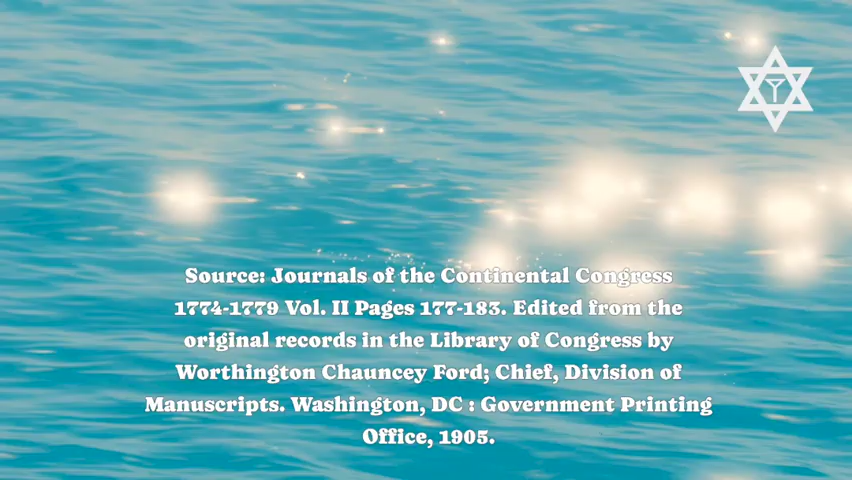 Source: Journals of the Continental Congress
1774-1779 Vol. II Pages 177-183. Edited from the
original records in the Library of Congress by
Worthington Chauncey Ford; Chief, Division of
Manuscripts. Washington, DC : Government Printing
Office, 1905.